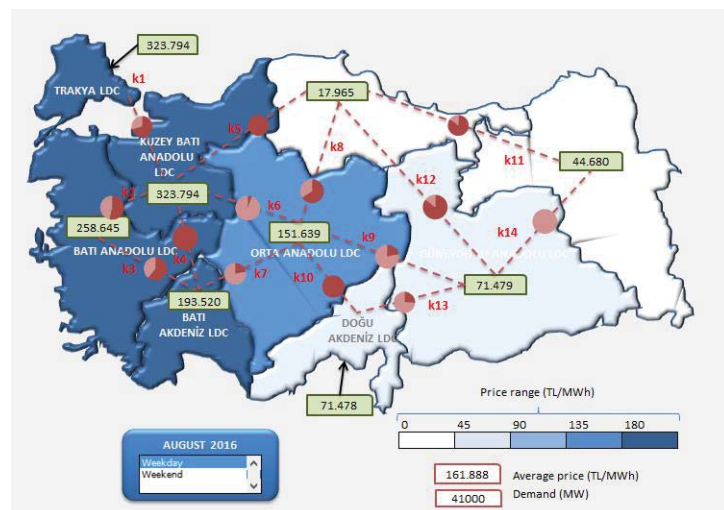 323.794
k1
TRAKYA LDC
17.965
k5
KUZEY BATI
ANADOLU
LDC
k8
k11
44.680
k12
323.794
k6
258.645
151.639
k14
BATI ANADOLU LDC
k4
ORTA ANADOLU LDC
k9
k3
k7
k10
71.479
193.520
BATI
AKDENİZ LDC
k13
DOĞU
AKDENİZ LDC
71.478
Price range (TL/MWh)
0 45 90 135 180
AUGUST 2016
Weekday
Weekend
161.888 Average price (TL/MWh)
41000 Demand (MW)